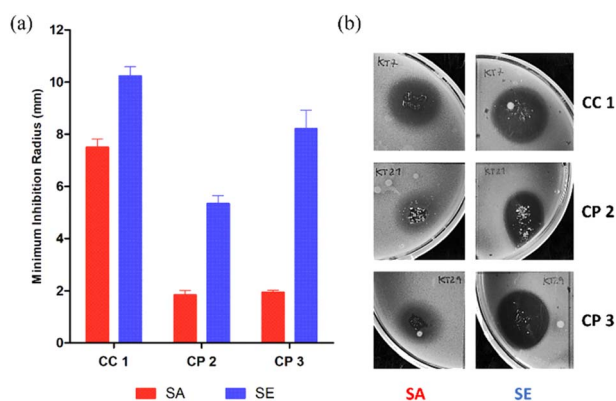 (a)
12
10
8
6
4
2
0
Minimum Inhibition Radius (mm)
CC 1
CP 2
CP 3
SA
SE
(b)
KT7
KT7
CC 1
KT21
KT21
CP 2
KT29
KT29
CP 3
SA
SE